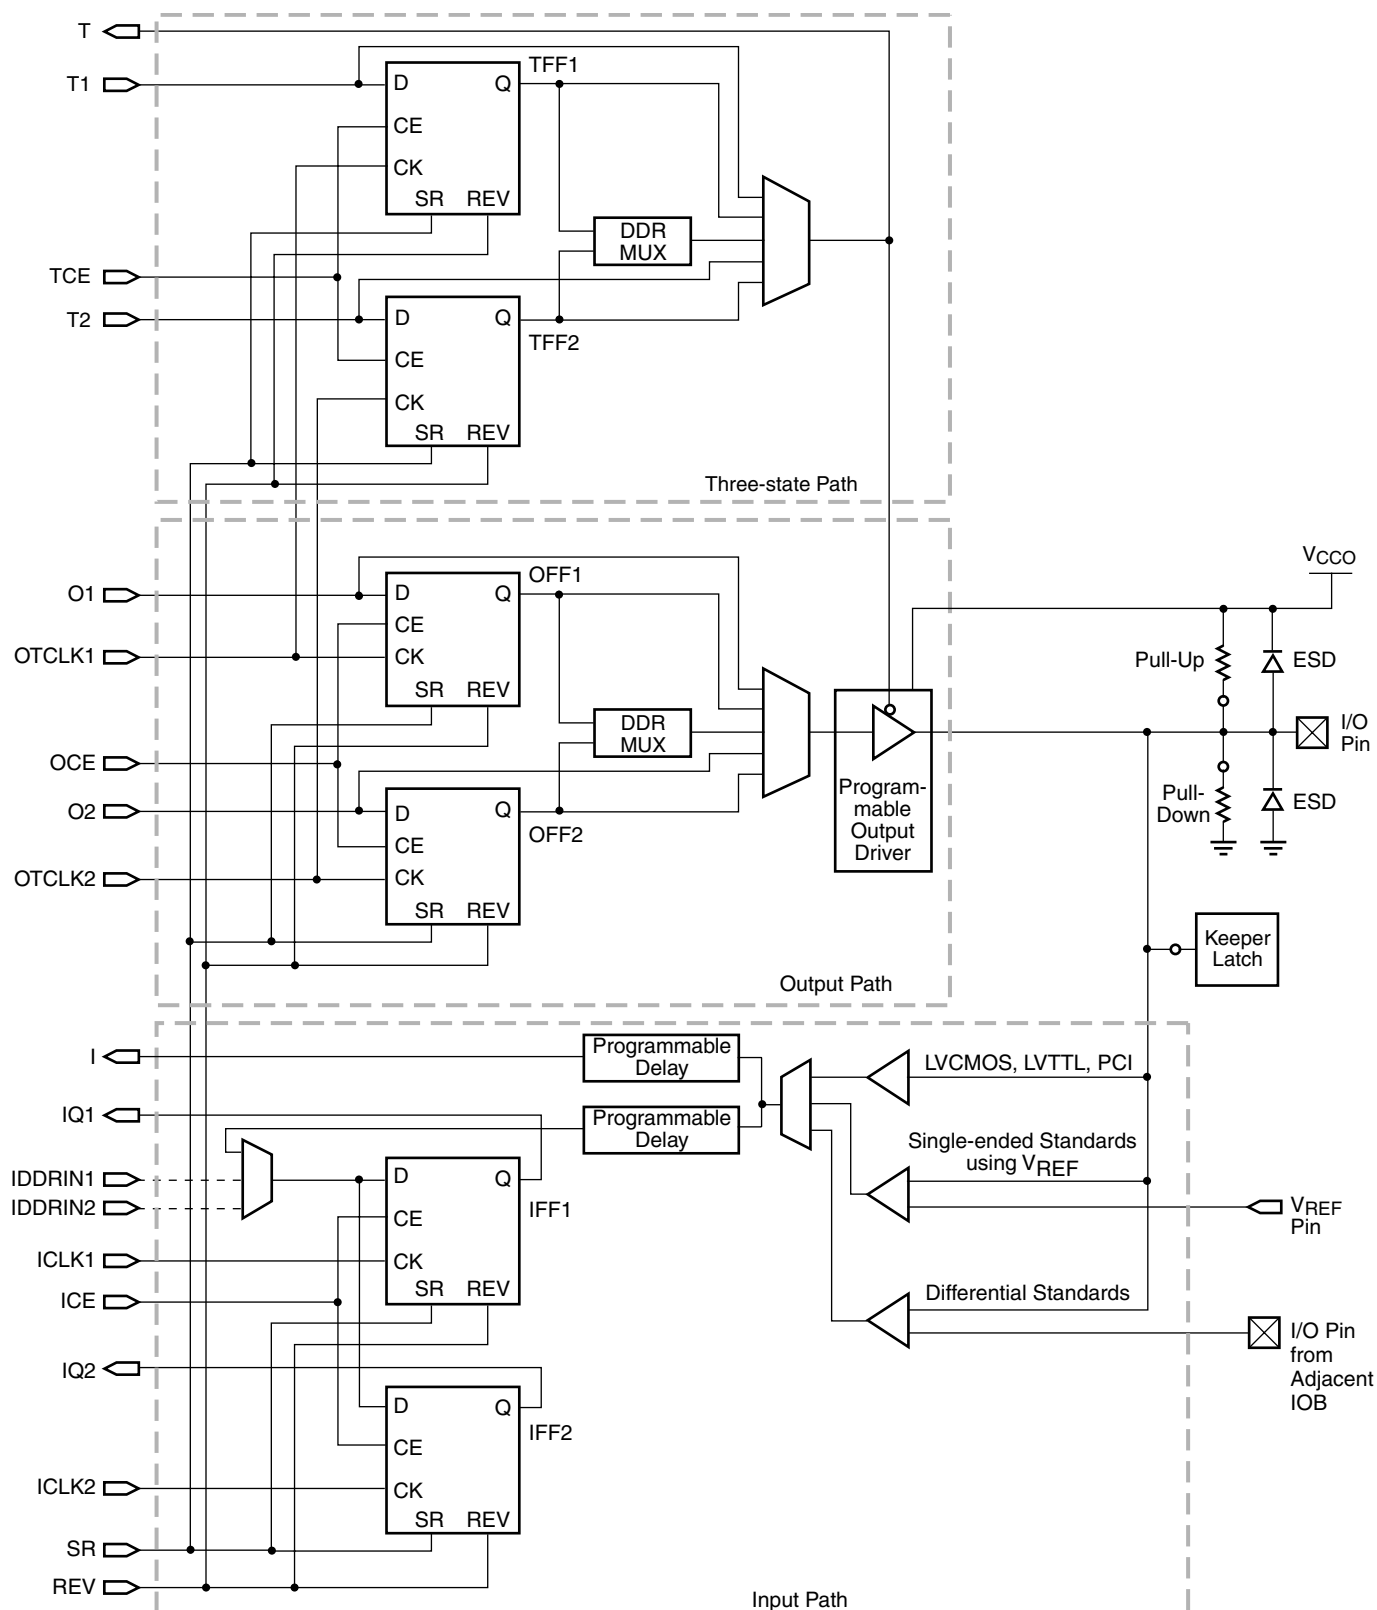 T
T1
D
Q
TFF1
CE
CK
SR
REV
DDR
MUX
TCE
T2
D
Q
TFF2
CE
CK
SR
REV
Three-state Path
O1
D
Q
OFF1
CE
OTCLK1
CK
SR
REV
DDR
MUX
OCE
O2
D
Q
OFF2
CE
OTCLK2
CK
SR
REV
Program-
mable
Output
Driver
VCCO
Pull-Up
ESD
I/O
Pin
Pull-
Down
ESD
Keeper
Latch
Output Path
I
Programmable
Delay
LVCMOS, LVTTL, PCI
IQ1
Programmable
Delay
Single-ended Standards
using VREF
IDDRIN1
IDDRIN2
D
Q
IFF1
CE
VREF
Pin
ICLK1
CK
SR
REV
ICE
Differential Standards
I/O Pin
from
Adjacent
IOB
IQ2
D
Q
IFF2
CE
ICLK2
CK
SR
REV
SR
REV
Input Path